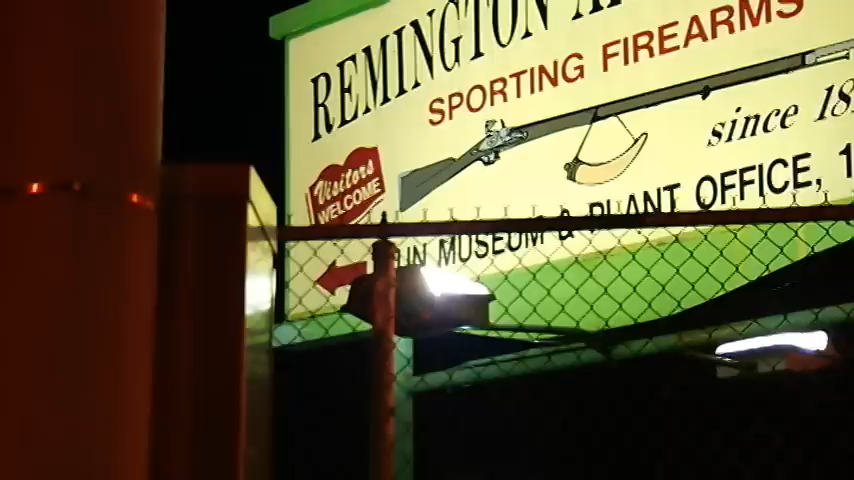 REMINGTON
SPORTING FIREARMS
since
Visitors
WELCOME
MUSEUM & PLANT OFFICE,